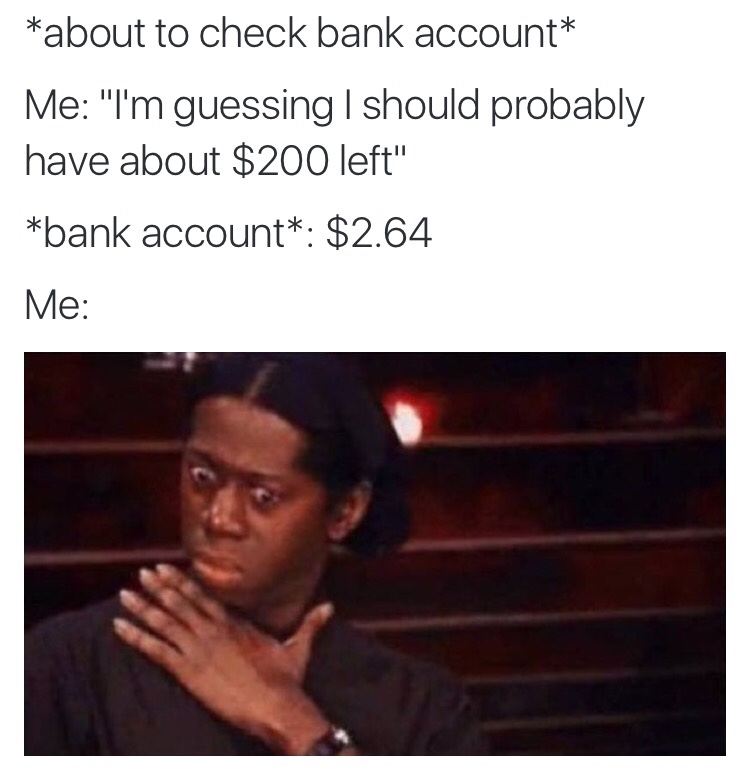 *about to check bank account*
Me: "I'm guessing I should probably
have about $200 left"
*bank account*: $2.64
Me: